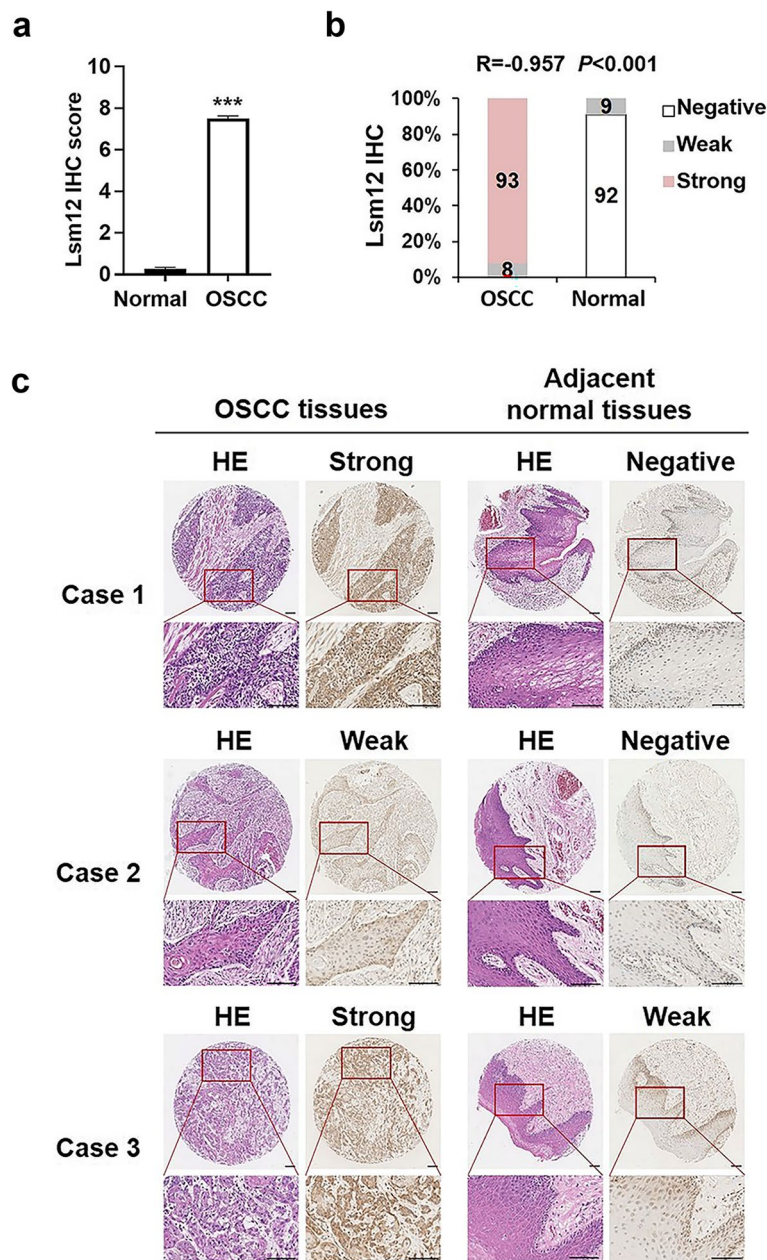 a
10
8
6
4
2
0
Lsm12 IHC score
***
Normal OSCC
b
R=-0.957 P<0.001
100%
80%
60%
40%
20%
0%
Lsm12 IHC
93
8
9
92
OSCC Normal
Negative
Weak
Strong
c
OSCC tissues
Adjacent
normal tissues
HE Strong HE Negative
Case 1
HE Weak HE Negative
Case 2
HE Strong HE Weak
Case 3